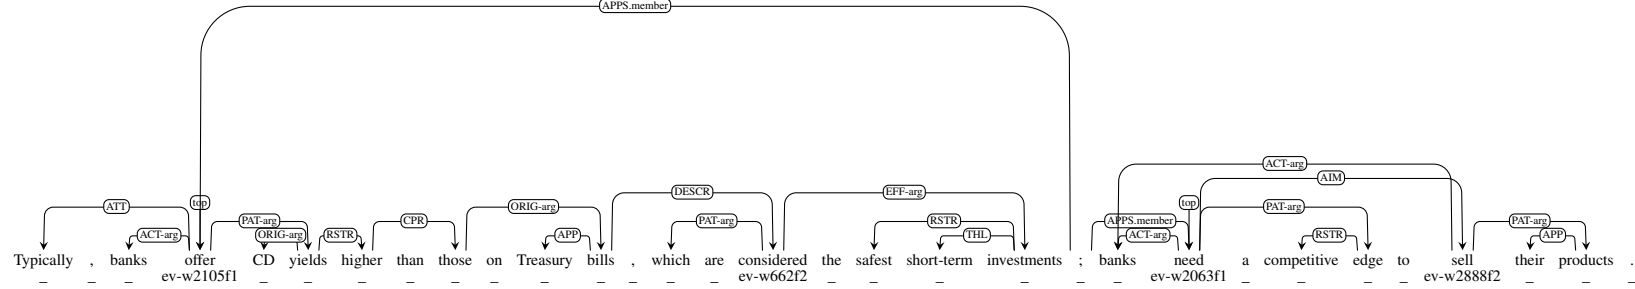 APPS.member
ACT-arg
AIM
DESCR EFF-arg
ATT top PAT-arg CPR ORIG-arg PAT-arg RSTR APPS.member top PAT-arg PAT-arg
ACT-arg ORIG-arg RSTR APP THL ACT-arg RSTR APP
Typically , banks offer CD yields higher than those on Treasury bills , which are considered the safest short-term investments ; banks need a competitive edge to sell their products .
_ _ _ ev-w2105f1 _ _ _ _ _ _ _ _ _ _ _ ev-w662f2 _ _ _ _ _ _ ev-w2063f1 _ _ _ _ ev-w2888f2 _ _ _